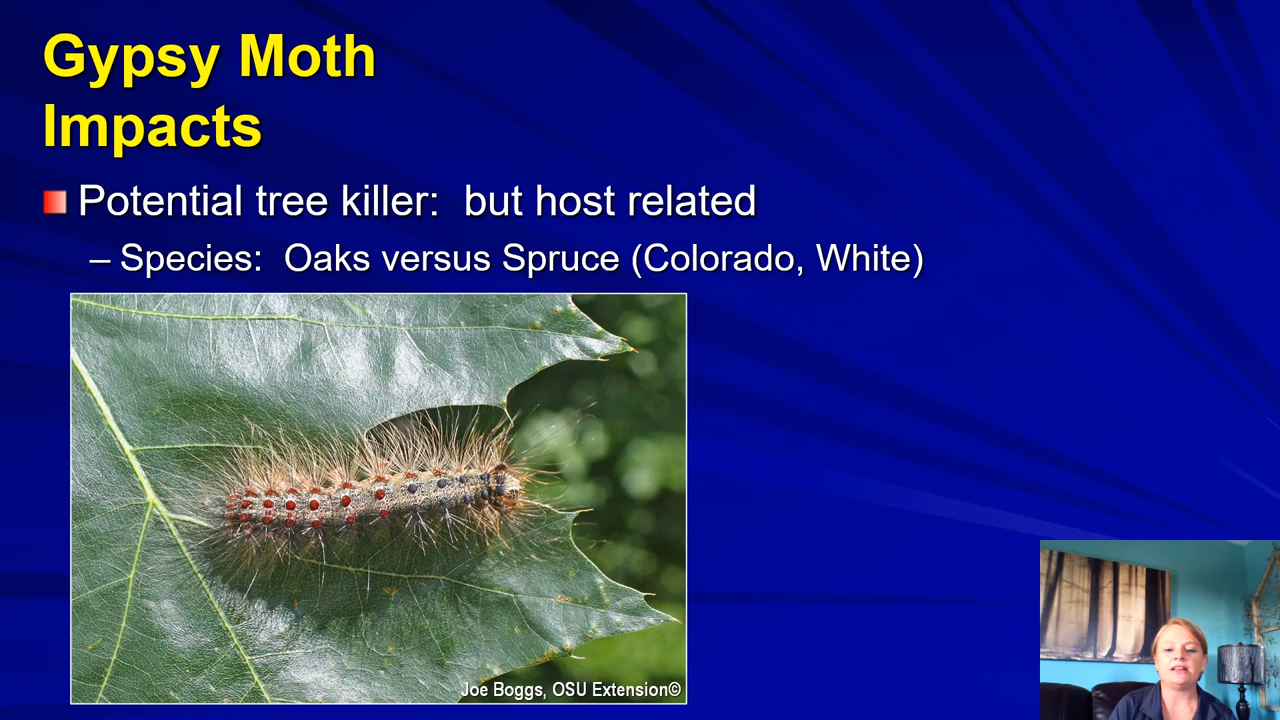 Gypsy Moth
Impacts
Potential tree killer: but host related
– Species: Oaks versus Spruce (Colorado, White)
Joe Boggs, OSU Extension©